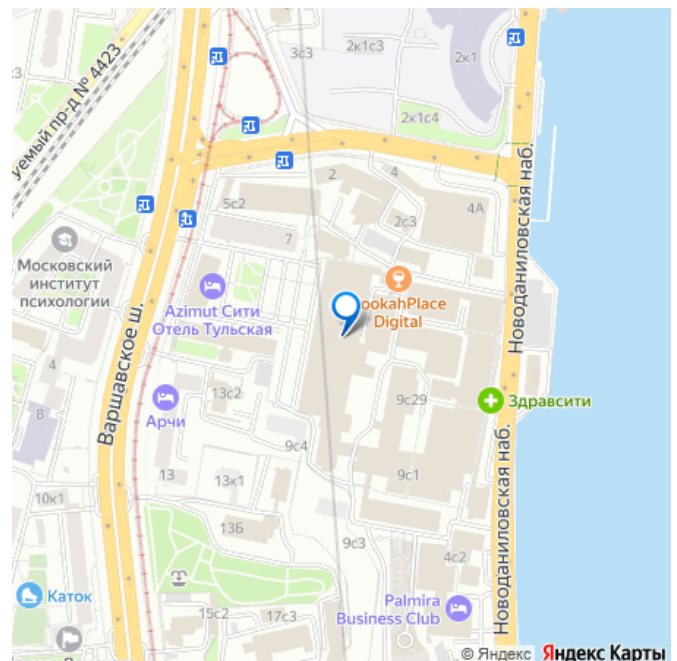 уемый пр-д № 4423
3с3
2к1с3
2к1
2к1с4
2
4
5с2
2с3
4А
7
Новоданиловская наб.
Московский
институт
психологии
Azimut Сити
Отель Тульская
ookahPlace
Digital
Варшавское ш.
4
8
13с2
Арчи
9с29
Здравсити
9с4
9с1
13
13к1
10к1
13Б
9с3
4с2
Новоданиловская наб.
Каток
15с2
17с3
Palmira
Business Club
© Яндекс Яндекс Карты